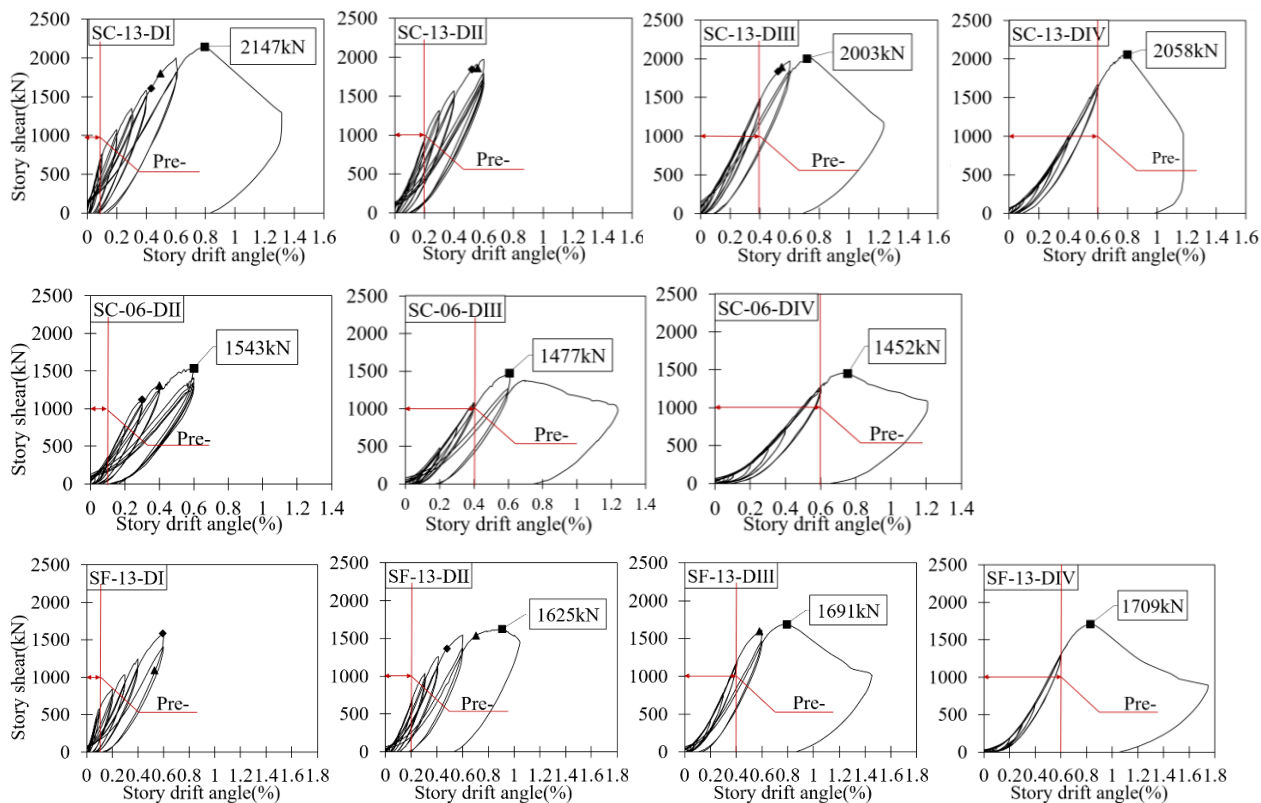 Story shear(kN)
2500
SC-13-DI
2147kN
2000
1500
1000
Pre-
500
0
0 0.2 0.4 0.6 0.8 1 1.2 1.4 1.6
Story drift angle(%)
2500
SC-13-DII
2000
1500
1000
Pre-
500
0
0 0.2 0.4 0.6 0.8 1 1.2 1.4 1.6
Story drift angle(%)
2500
SC-13-DIII
2003kN
2000
1500
1000
Pre-
500
0
0 0.2 0.4 0.6 0.8 1 1.2 1.4 1.6
Story drift angle(%)
2500
SC-13-DIV
2058kN
2000
1500
1000
Pre-
500
0
0 0.2 0.4 0.6 0.8 1 1.2 1.4 1.6
Story drift angle(%)
Story shear(kN)
2500
SC-06-DII
2000
1543kN
1500
1000
Pre-
500
0
0 0.2 0.4 0.6 0.8 1 1.2 1.4
Story drift angle(%)
2500
SC-06-DIII
2000
1477kN
1500
1000
Pre-
500
0
0 0.2 0.4 0.6 0.8 1 1.2 1.4
Story drift angle(%)
2500
SC-06-DIV
2000
1452kN
1500
1000
Pre-
500
0
0 0.2 0.4 0.6 0.8 1 1.2 1.4
Story drift angle(%)
Story shear(kN)
2500
SF-13-DI
2000
1500
1000
Pre-
500
0
0 0.20.40.60.8 1 1.21.41.61.8
Story drift angle(%)
2500
SF-13-DII
2000
1625kN
1500
1000
Pre-
500
0
0 0.20.40.60.8 1 1.21.41.61.8
Story drift angle(%)
2500
SF-13-DIII
2000
1691kN
1500
1000
Pre-
500
0
0 0.20.40.60.8 1 1.21.41.61.8
Story drift angle(%)
2500
SF-13-DIV
2000
1709kN
1500
1000
Pre-
500
0
0 0.20.40.60.8 1 1.21.41.61.8
Story drift angle(%)